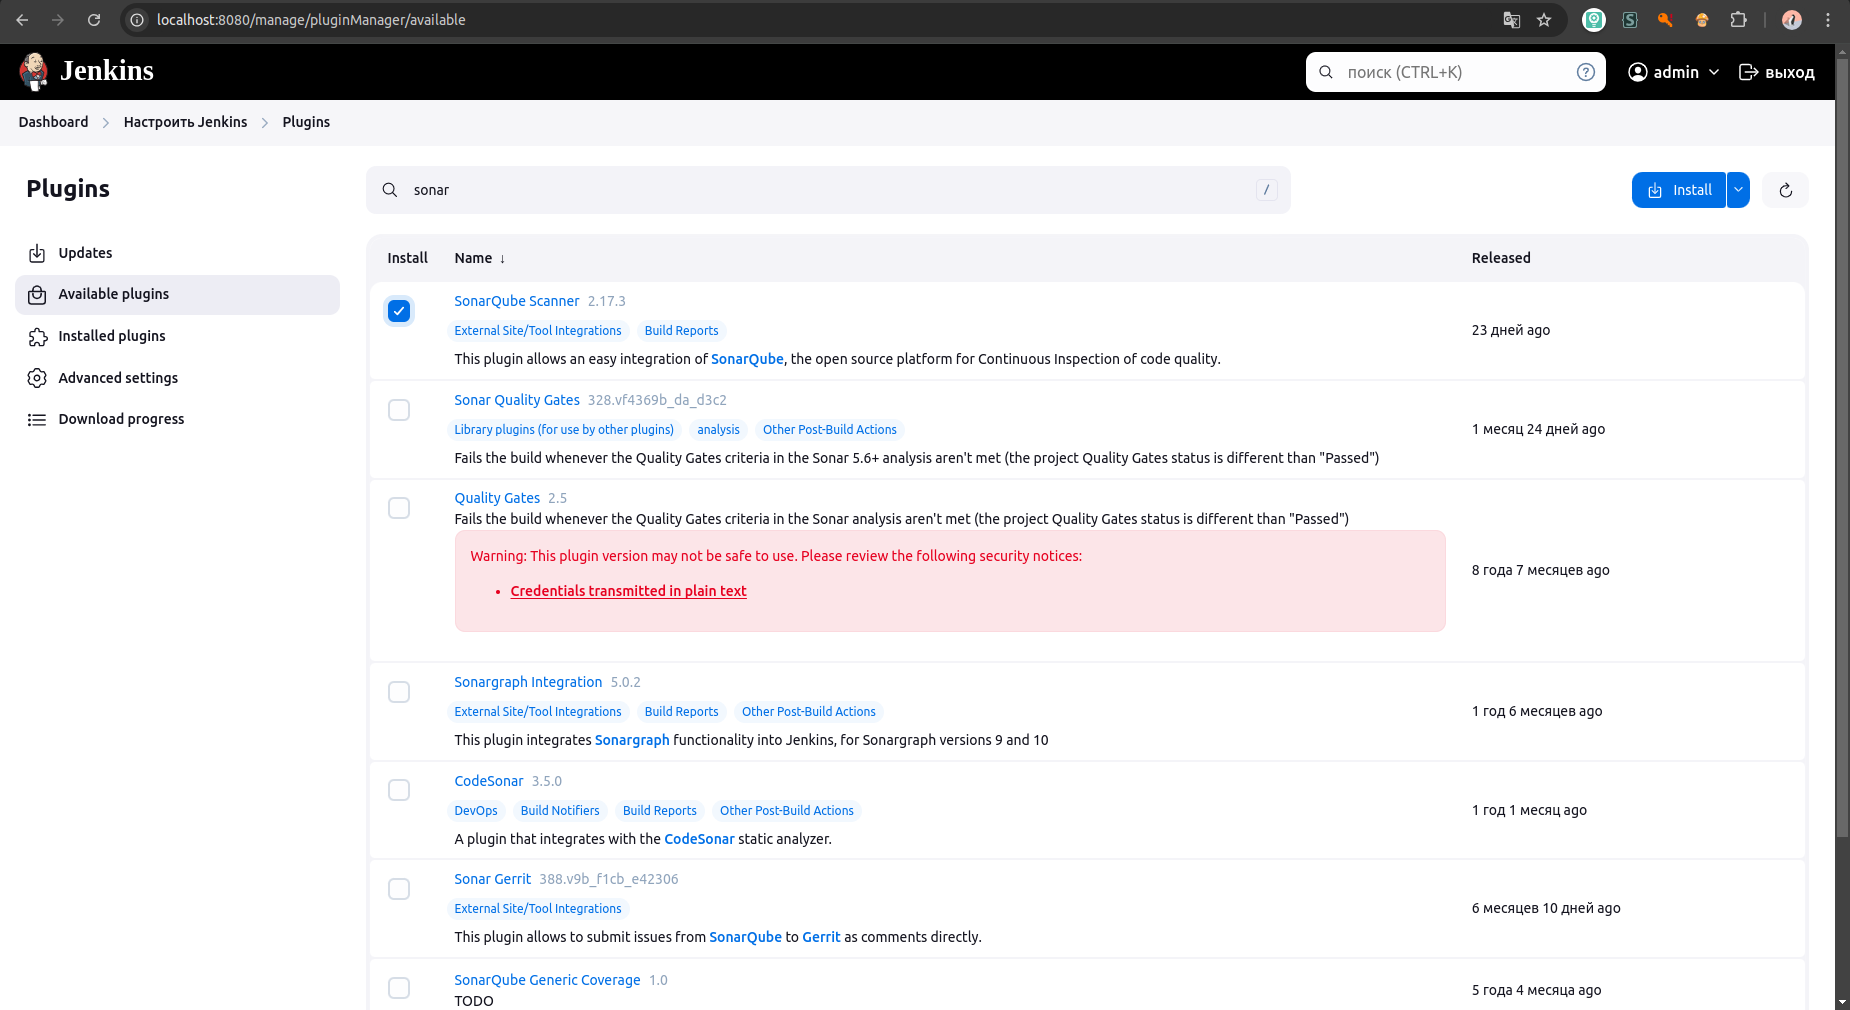 localhost:8080/manage/pluginManager/available
Jenkins
поиск (CTRL+K)
admin
выход
Dashboard
Настроить Jenkins
Plugins
Plugins
sonar
/
Install
Updates
Available plugins
Installed plugins
Advanced settings
Download progress
Install Name ↓ Released
SonarQube Scanner 2.17.3
External Site/Tool Integrations Build Reports
This plugin allows an easy integration of SonarQube, the open source platform for Continuous Inspection of code quality.
23 дней ago
Sonar Quality Gates 328.vf4369b_da_d3c2
Library plugins (for use by other plugins) analysis Other Post-Build Actions
Fails the build whenever the Quality Gates criteria in the Sonar 5.6+ analysis aren't met (the project Quality Gates status is different than "Passed")
1 месяц 24 дней ago
Quality Gates 2.5
Fails the build whenever the Quality Gates criteria in the Sonar analysis aren't met (the project Quality Gates status is different than "Passed")
Warning: This plugin version may not be safe to use. Please review the following security notices:
• Credentials transmitted in plain text
8 года 7 месяцев ago
Sonargraph Integration 5.0.2
External Site/Tool Integrations Build Reports Other Post-Build Actions
This plugin integrates Sonargraph functionality into Jenkins, for Sonargraph versions 9 and 10
1 год 6 месяцев ago
CodeSonar 3.5.0
DevOps Build Notifiers Build Reports Other Post-Build Actions
A plugin that integrates with the CodeSonar static analyzer.
1 год 1 месяц ago
Sonar Gerrit 388.v9b_f1cb_e42306
External Site/Tool Integrations
This plugin allows to submit issues from SonarQube to Gerrit as comments directly.
6 месяцев 10 дней ago
SonarQube Generic Coverage 1.0
TODO
5 года 4 месяца ago